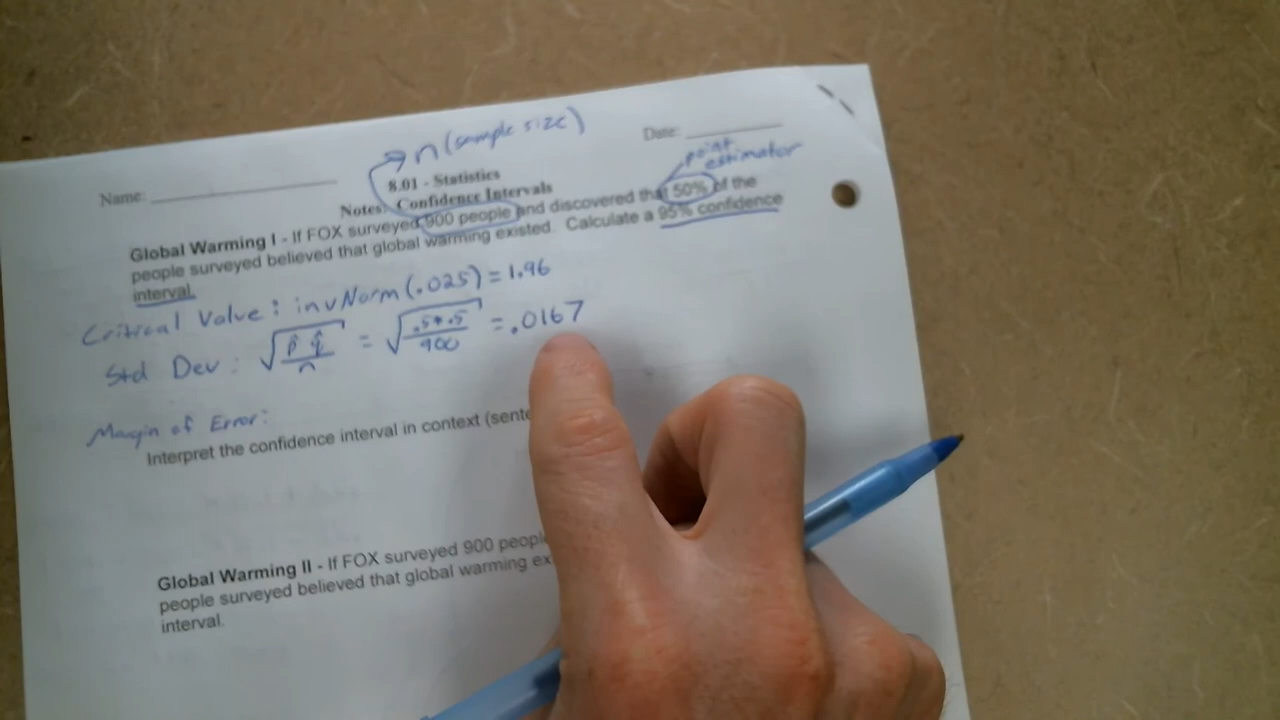 n (sample size)
Name: Date:
point
estimator
8.01 - Statistics
Notes: Confidence Intervals
Global Warming I - If FOX surveyed 900 people and discovered that 50% of the
people surveyed believed that global warming existed. Calculate a 95% confidence
interval.
Critical Value: invNorm(.025) = 1.96
Std Dev: √(p̂ q̂ / n) = √(.5*.5 / 900) = .0167
Margin of Error:
Interpret the confidence interval in context
Global Warming II - If FOX surveyed 900
people surveyed believed that global warming
interval.